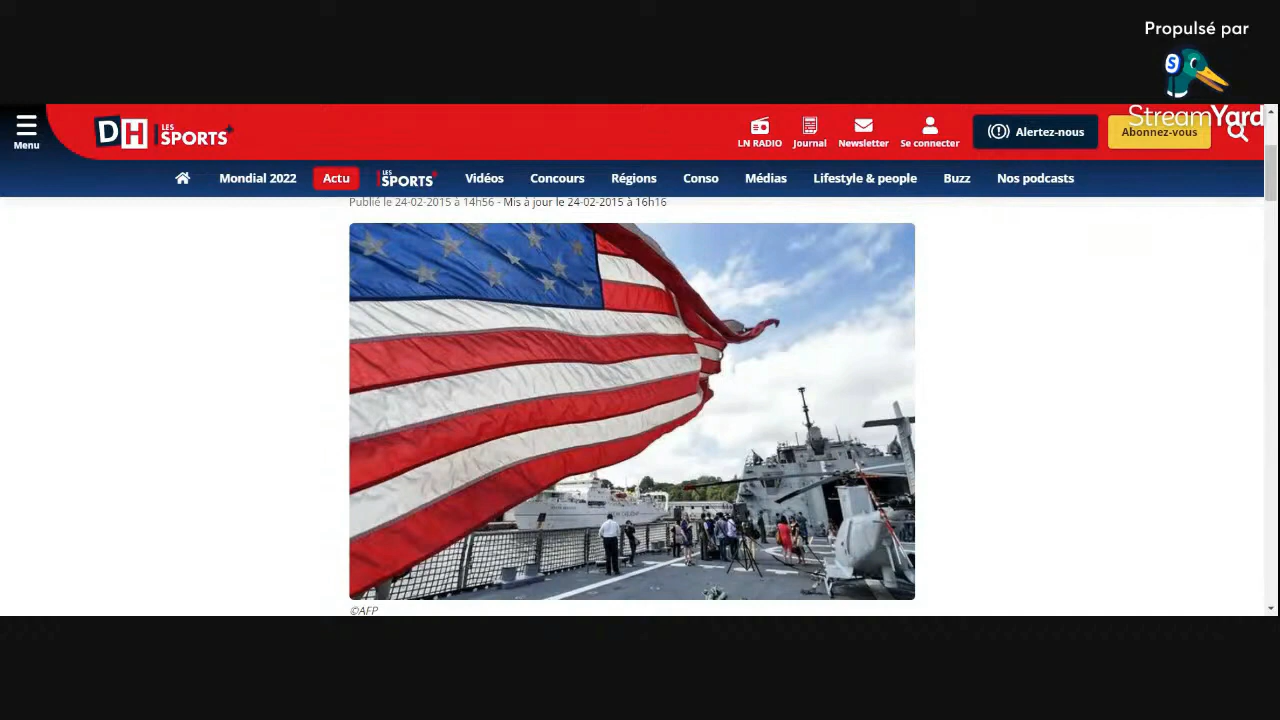 Propulsé par
StreamYard
Menu
DH LES SPORTS+
LN RADIO
Journal
Newsletter
Se connecter
Alertez-nous
Abonnez-vous
Mondial 2022
Actu
LES SPORTS+
Vidéos
Concours
Régions
Conso
Médias
Lifestyle & people
Buzz
Nos podcasts
Publié le 24-02-2015 à 14h56 - Mis à jour le 24-02-2015 à 16h16
©AFP